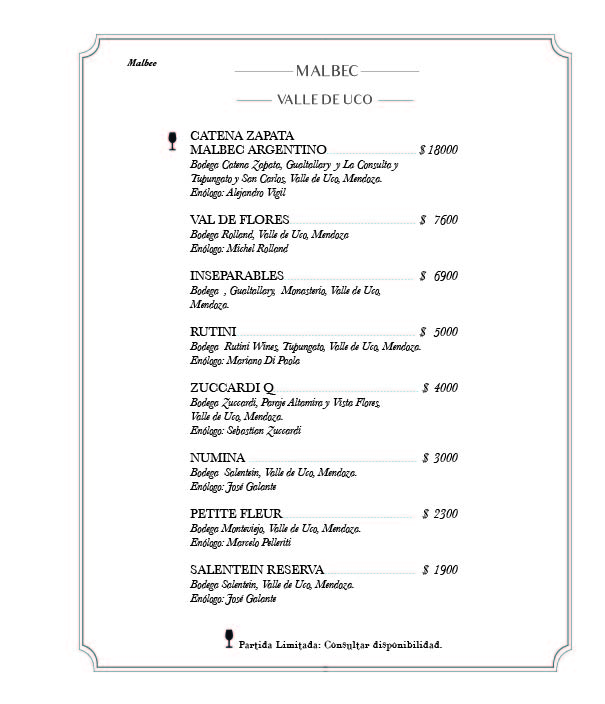 Malbec
MALBEC
VALLE DE UCO
CATENA ZAPATA
MALBEC ARGENTINO $ 18000
Bodega Catena Zapata, Gualtallary y La Consulta y
Tupungato y San Carlos, Valle de Uco, Mendoza.
Enólogo: Alejandro Vigil
VAL DE FLORES $ 7600
Bodega Rolland, Valle de Uco, Mendoza
Enólogo: Michel Rolland
INSEPARABLES $ 6900
Bodega , Gualtallary, Monasterio, Valle de Uco,
Mendoza.
RUTINI $ 5000
Bodega Rutini Wines, Tupungato, Valle de Uco, Mendoza.
Enólogo: Mariano Di Paola
ZUCCARDI Q $ 4000
Bodega Zuccardi, Paraje Altamira y Vista Flores,
Valle de Uco, Mendoza.
Enólogo: Sebastian Zuccardi
NUMINA $ 3000
Bodega Salentein, Valle de Uco, Mendoza.
Enólogo: José Galante
PETITE FLEUR $ 2300
Bodega Monteviejo, Valle de Uco, Mendoza.
Enólogo: Marcelo Pelleriti
SALENTEIN RESERVA $ 1900
Bodega Salentein, Valle de Uco, Mendoza.
Enólogo: José Galante
Partida Limitada: Consultar disponibilidad.